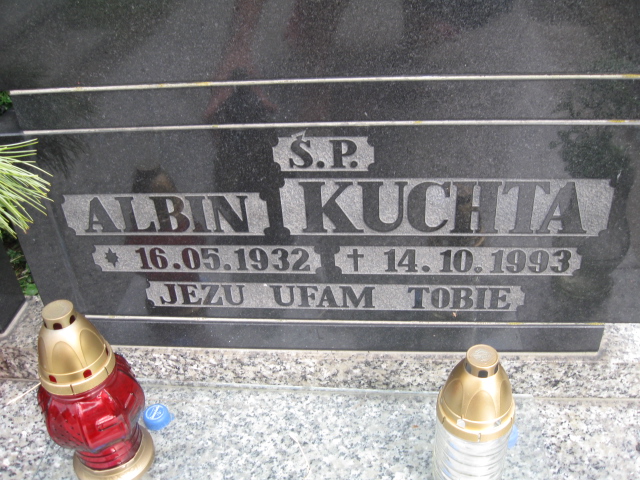 Ś.P.
ALBIN KUCHTA
* 16.05.1932 † 14.10.1993
JEZU UFAM TOBIE